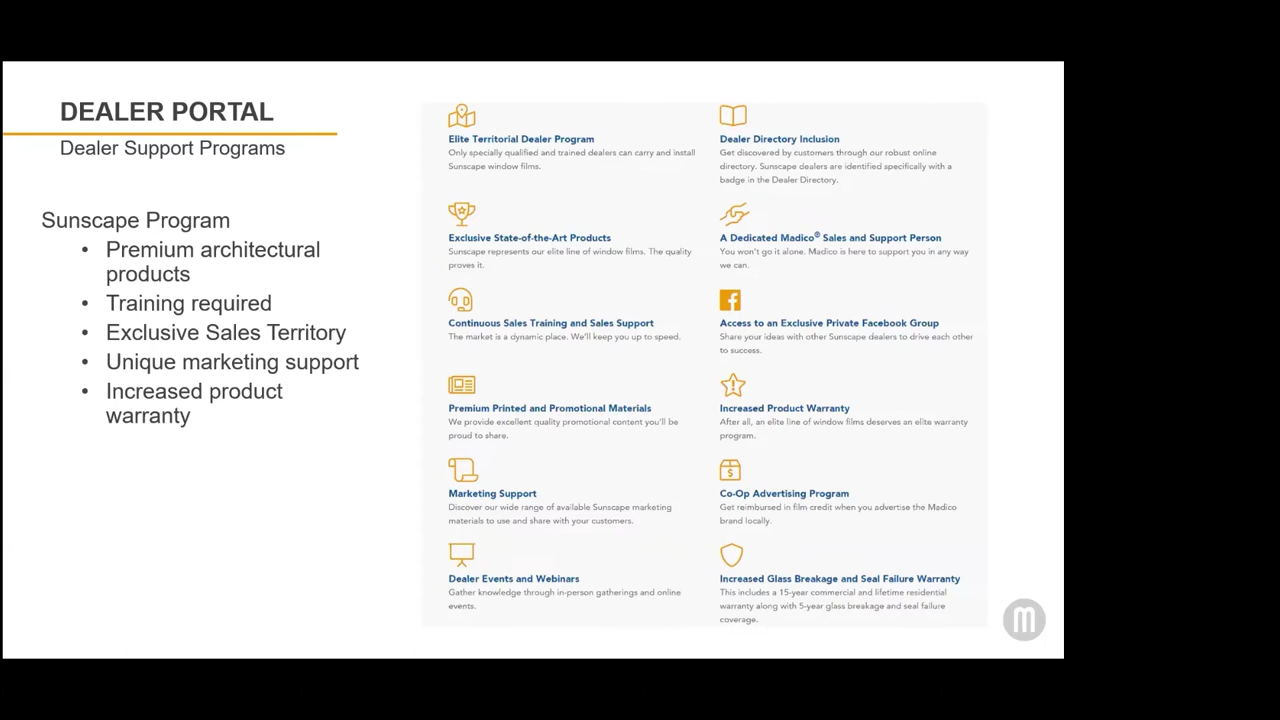 DEALER PORTAL
Dealer Support Programs
Sunscape Program
• Premium architectural
products
• Training required
• Exclusive Sales Territory
• Unique marketing support
• Increased product
warranty
Elite Territorial Dealer Program
Only specially qualified and trained dealers can carry and install
Sunscape window films.
Exclusive State-of-the-Art Products
Sunscape represents our elite line of window films. The quality
proves it.
Continuous Sales Training and Sales Support
The market is a dynamic place. We'll keep you up to speed.
Premium Printed and Promotional Materials
We provide excellent quality promotional content you'll be
proud to share.
Marketing Support
Discover our wide range of available Sunscape marketing
materials to use and share with your customers.
Dealer Events and Webinars
Gather knowledge through in-person gatherings and online
events.
Dealer Directory Inclusion
Get discovered by customers through our robust online
directory. Sunscape dealers are identified specifically with a
badge in the Dealer Directory.
A Dedicated Madico® Sales and Support Person
You won't go it alone. Madico is here to support you in any way
we can.
Access to an Exclusive Private Facebook Group
Share your ideas with other Sunscape dealers to drive each other
to success.
Increased Product Warranty
After all, an elite line of window films deserves an elite warranty
program.
Co-Op Advertising Program
Get reimbursed in film credit when you advertise the Madico
brand locally.
Increased Glass Breakage and Seal Failure Warranty
This includes a 15-year commercial and lifetime residential
warranty along with 5-year glass breakage and seal failure
coverage.
m